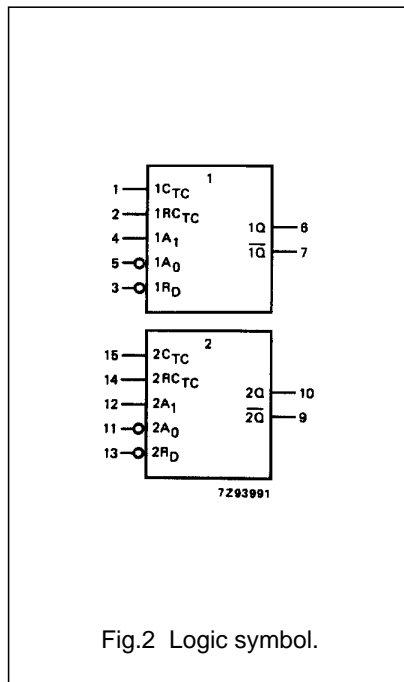 1
1 1C_TC
2 1RC_TC
4 1A_1 1Q 6
5 1A_0 1Q̅ 7
3 1R_D
2
15 2C_TC
14 2RC_TC
12 2A_1 2Q 10
11 2A_0 2Q̅ 9
13 2R_D
7Z93991
Fig.2 Logic symbol.